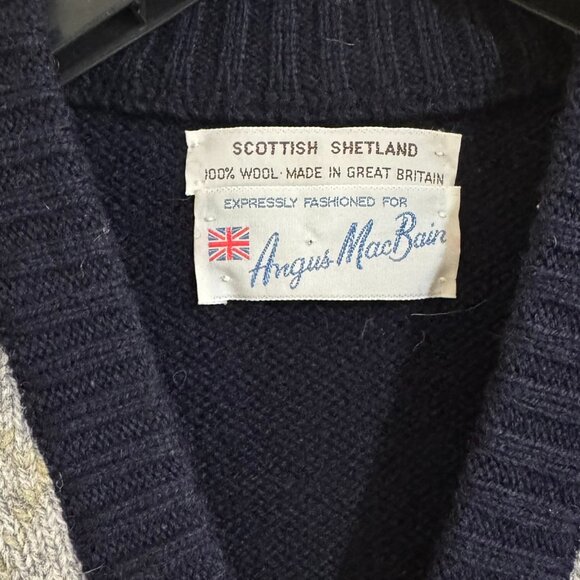 SCOTTISH SHETLAND
100% WOOL·MADE IN GREAT BRITAIN
EXPRESSLY FASHIONED FOR
Angus MacBain